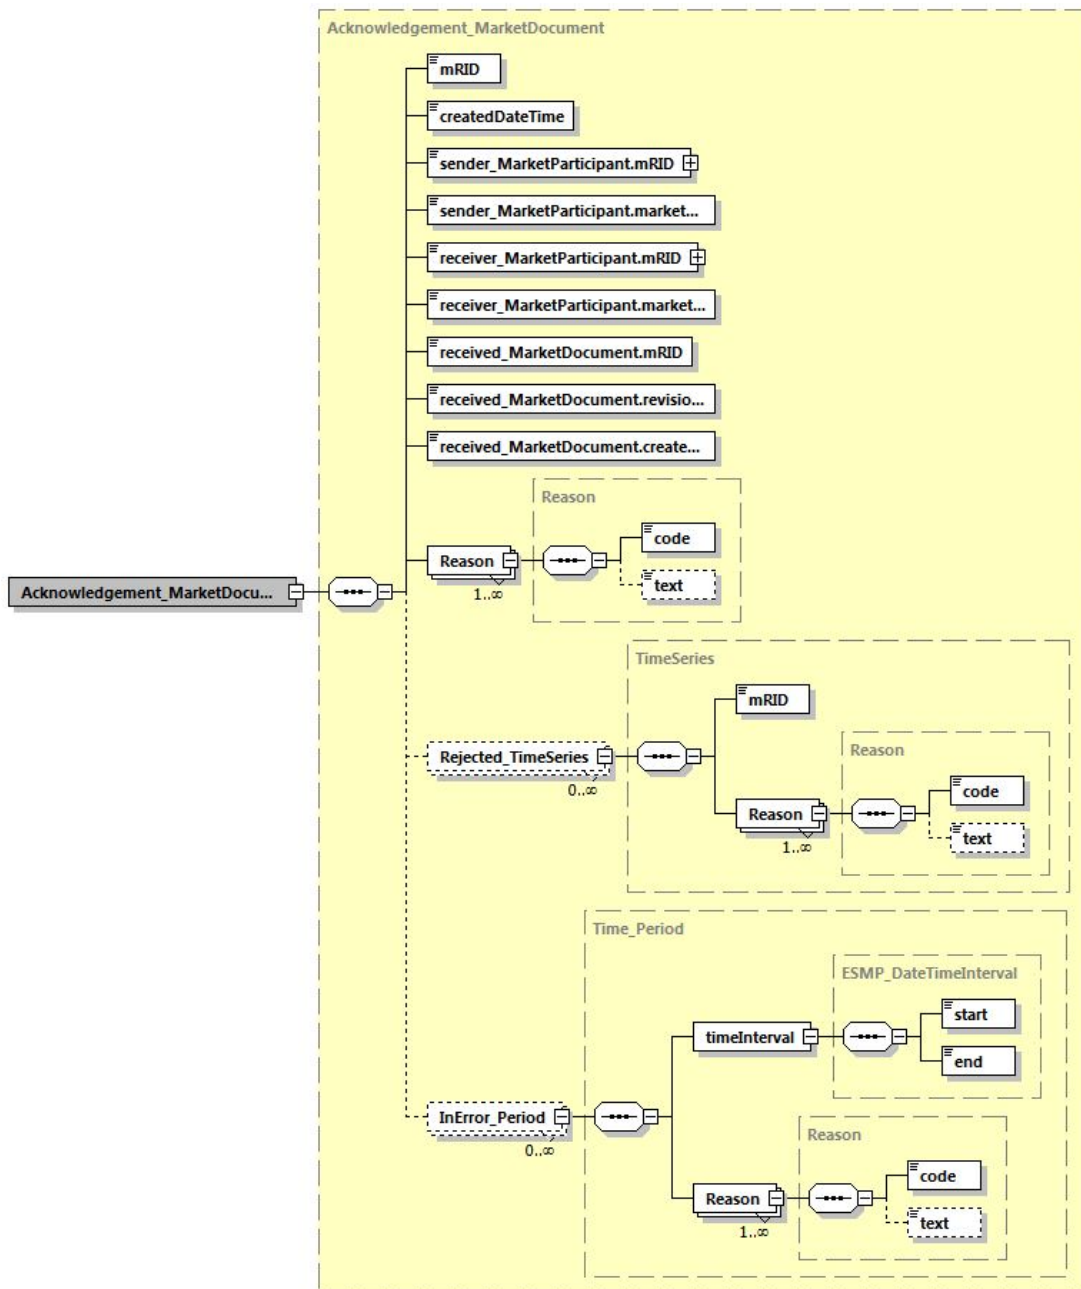 Acknowledgement_MarketDocument
mRID
createdDateTime
sender_MarketParticipant.mRID
sender_MarketParticipant.market...
receiver_MarketParticipant.mRID
receiver_MarketParticipant.market...
received_MarketDocument.mRID
received_MarketDocument.revisio...
received_MarketDocument.create...
Reason
code
Reason
text
1..∞
Acknowledgement_MarketDocu...
TimeSeries
mRID
Reason
Rejected_TimeSeries
0..∞
code
Reason
text
1..∞
Time_Period
ESMP_DateTimeInterval
start
timeInterval
end
InError_Period
0..∞
Reason
code
Reason
text
1..∞